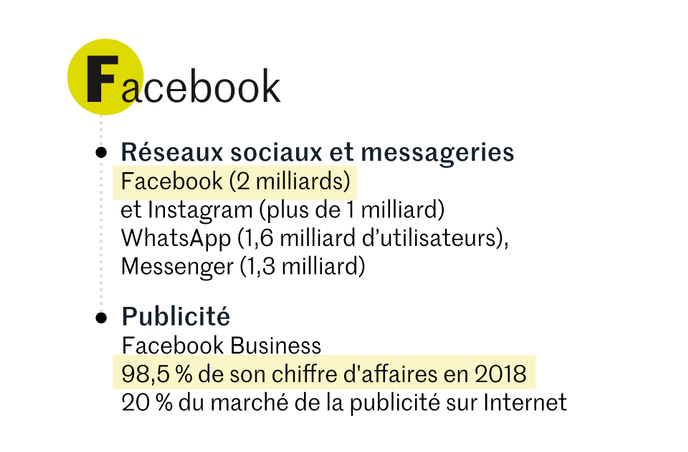 Facebook
Réseaux sociaux et messageries
Facebook (2 milliards)
et Instagram (plus de 1 milliard)
WhatsApp (1,6 milliard d’utilisateurs),
Messenger (1,3 milliard)
Publicité
Facebook Business
98,5 % de son chiffre d'affaires en 2018
20 % du marché de la publicité sur Internet